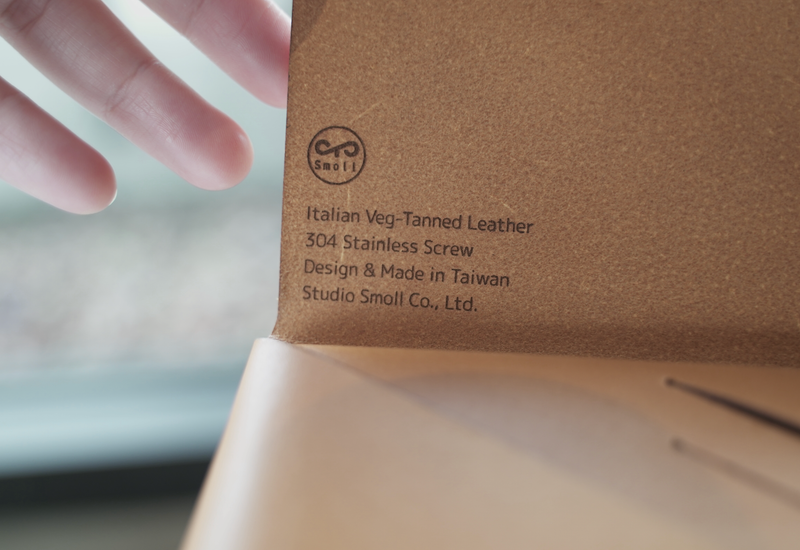 Smoll
Italian Veg-Tanned Leather
304 Stainless Screw
Design & Made in Taiwan
Studio Smoll Co., Ltd.